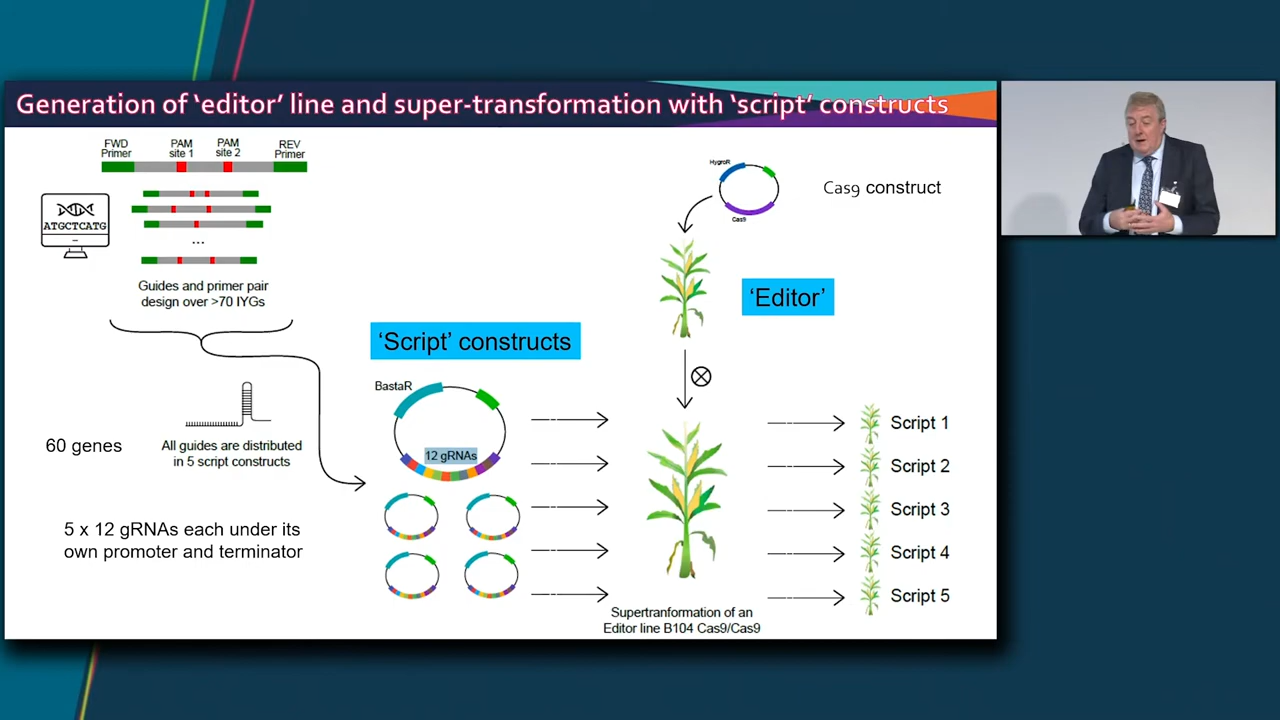 Generation of ‘editor’ line and super-transformation with ‘script’ constructs
FWD
Primer
PAM
site 1
PAM
site 2
REV
Primer
ATGCTCATG
...
Guides and primer pair
design over >70 IYGs
HygroR
Cas9
Cas9 construct
‘Editor’
‘Script’ constructs
BastaR
12 gRNAs
60 genes
All guides are distributed
in 5 script constructs
5 x 12 gRNAs each under its
own promoter and terminator
Script 1
Script 2
Script 3
Script 4
Script 5
Supertranformation of an
Editor line B104 Cas9/Cas9